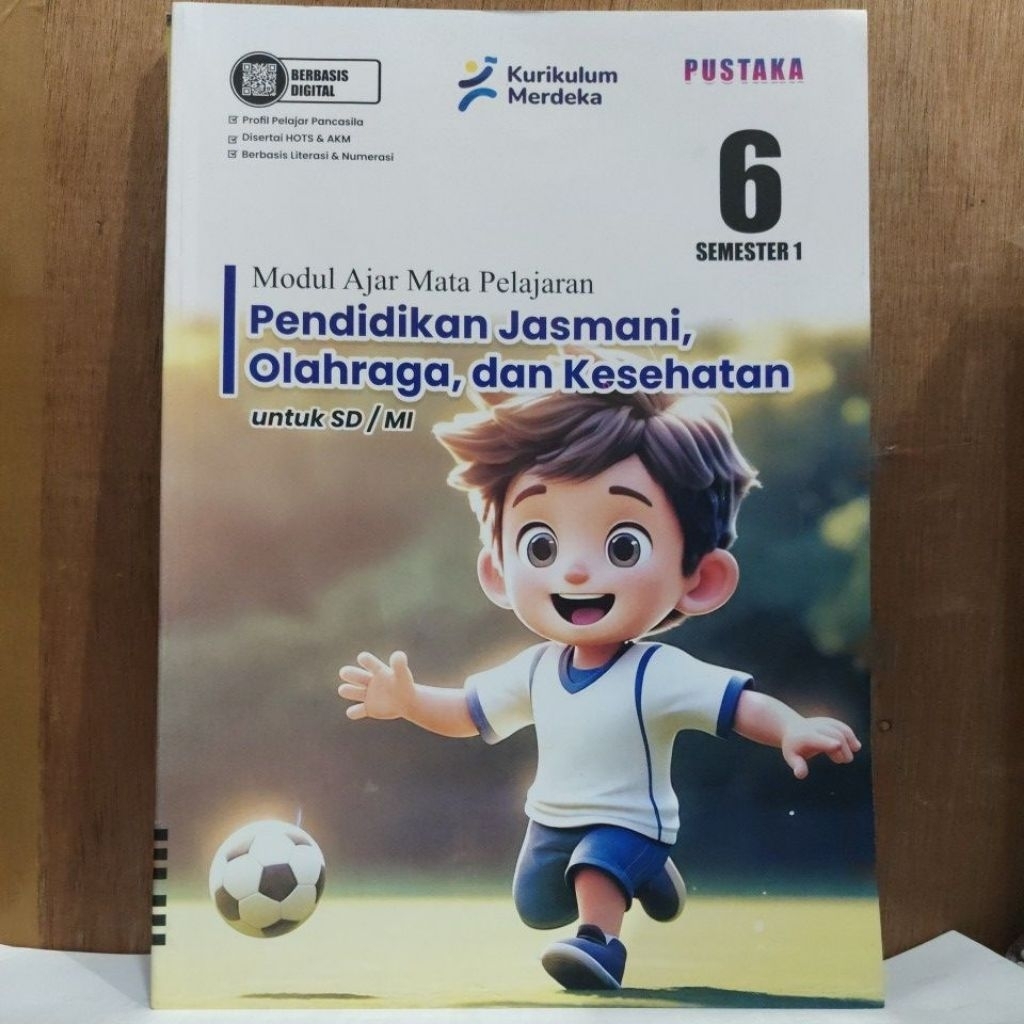 BERBASIS
DIGITAL
Profil Pelajar Pancasila
Disertai HOTS & AKM
Berbasis Literasi & Numerasi
Kurikulum
Merdeka
PUSTAKA
6
SEMESTER 1
Modul Ajar Mata Pelajaran
Pendidikan Jasmani,
Olahraga, dan Kesehatan
untuk SD / MI